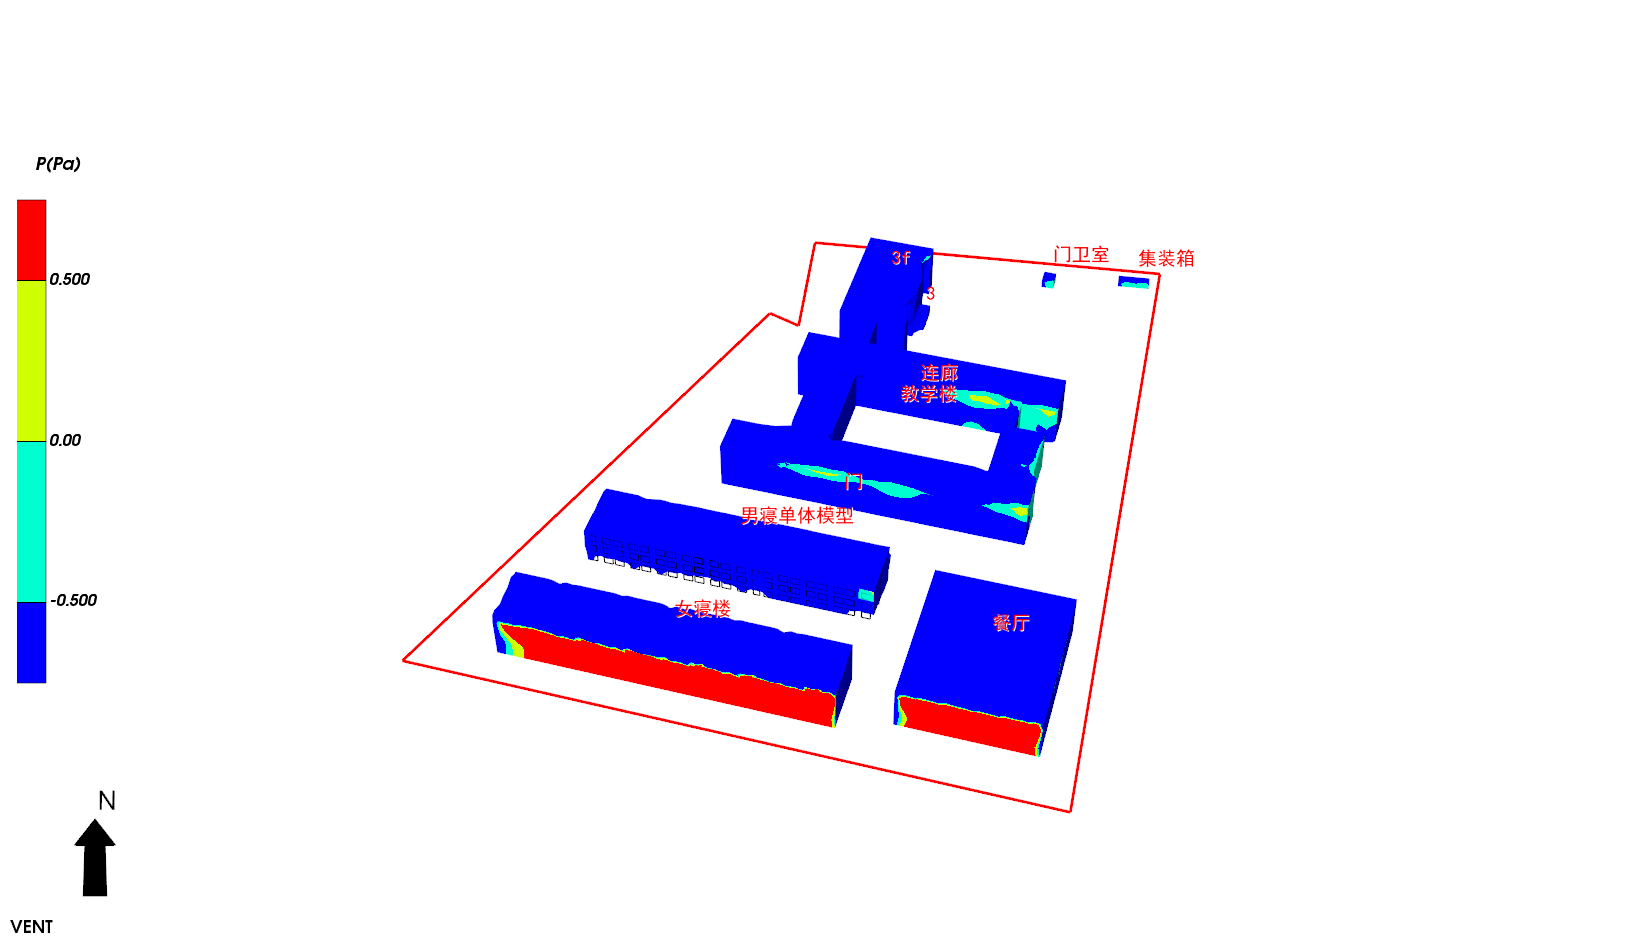 P(Pa)
0.500
0.00
-0.500
3f
门卫室
集装箱
3
连廊
教学楼
门
男寝单体模型
女寝楼
餐厅
N
VENT